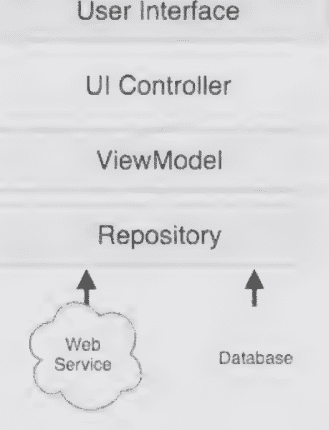 User Interface
UI Controller
ViewModel
Repository
Web
Service
Database